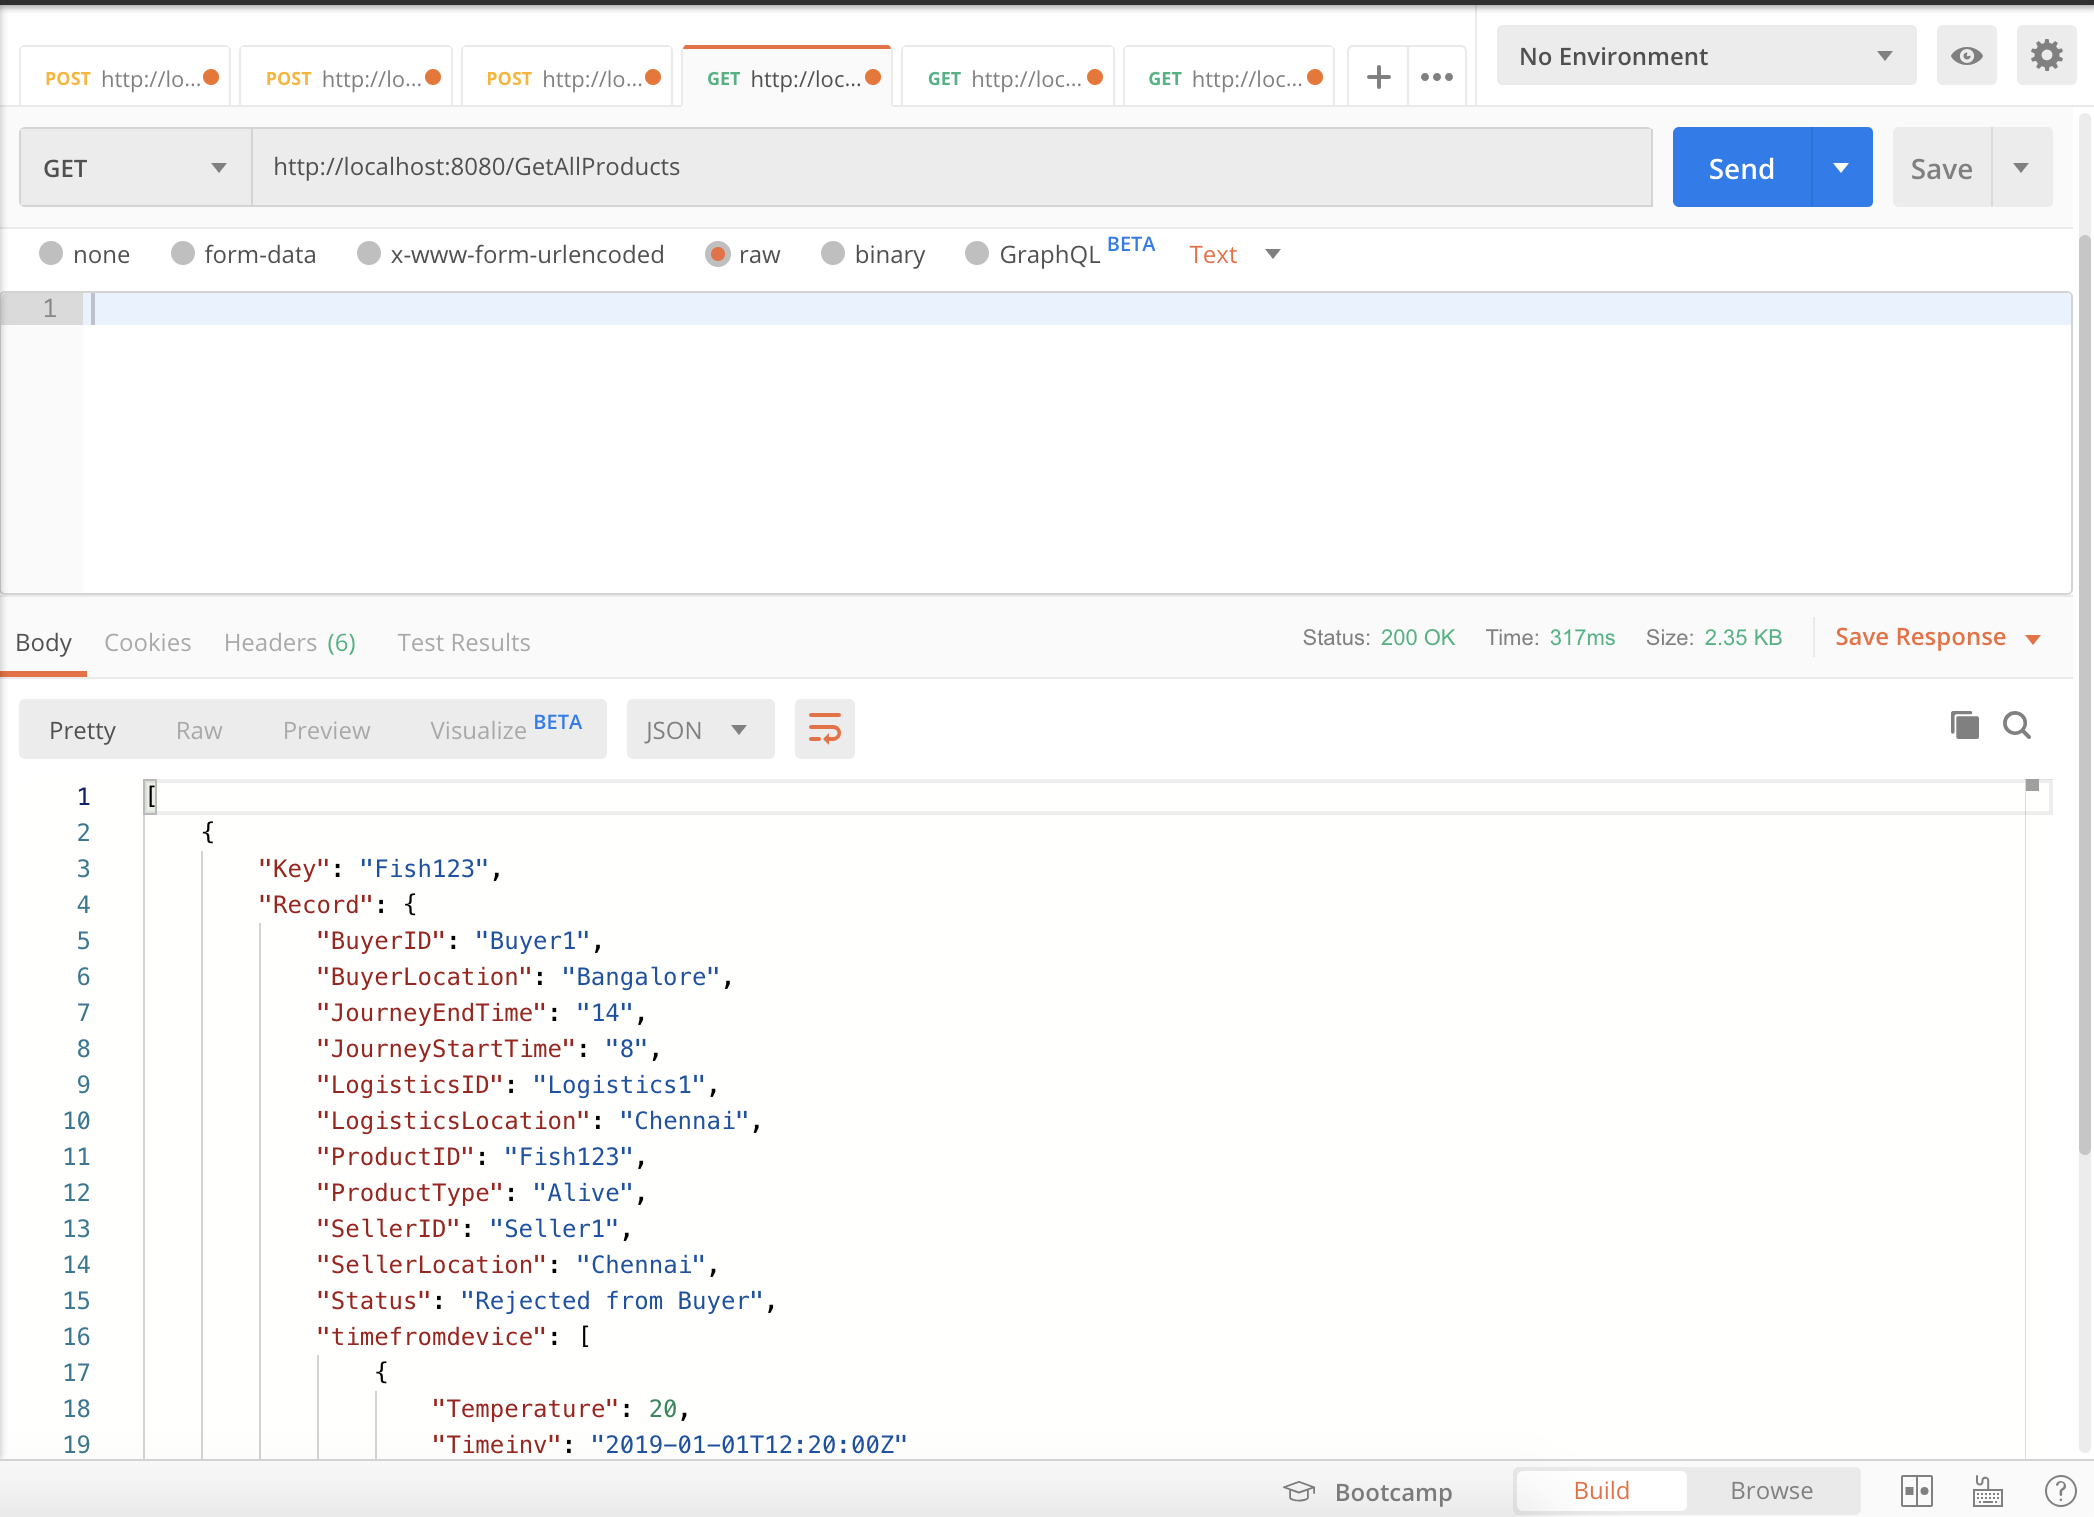 POST http://lo...
POST http://lo...
POST http://lo...
GET http://loc...
GET http://loc...
GET http://loc...
No Environment
GET
http://localhost:8080/GetAllProducts
Send
Save
none
form-data
x-www-form-urlencoded
raw
binary
GraphQL BETA
Text
1
Body
Cookies
Headers (6)
Test Results
Status: 200 OK
Time: 317ms
Size: 2.35 KB
Save Response
Pretty
Raw
Preview
Visualize BETA
JSON
1 [
2 {
3 "Key": "Fish123",
4 "Record": {
5 "BuyerID": "Buyer1",
6 "BuyerLocation": "Bangalore",
7 "JourneyEndTime": "14",
8 "JourneyStartTime": "8",
9 "LogisticsID": "Logistics1",
10 "LogisticsLocation": "Chennai",
11 "ProductID": "Fish123",
12 "ProductType": "Alive",
13 "SellerID": "Seller1",
14 "SellerLocation": "Chennai",
15 "Status": "Rejected from Buyer",
16 "timefromdevice": [
17 {
18 "Temperature": 20,
19 "Timeinv": "2019-01-01T12:20:00Z"
Bootcamp
Build
Browse
?